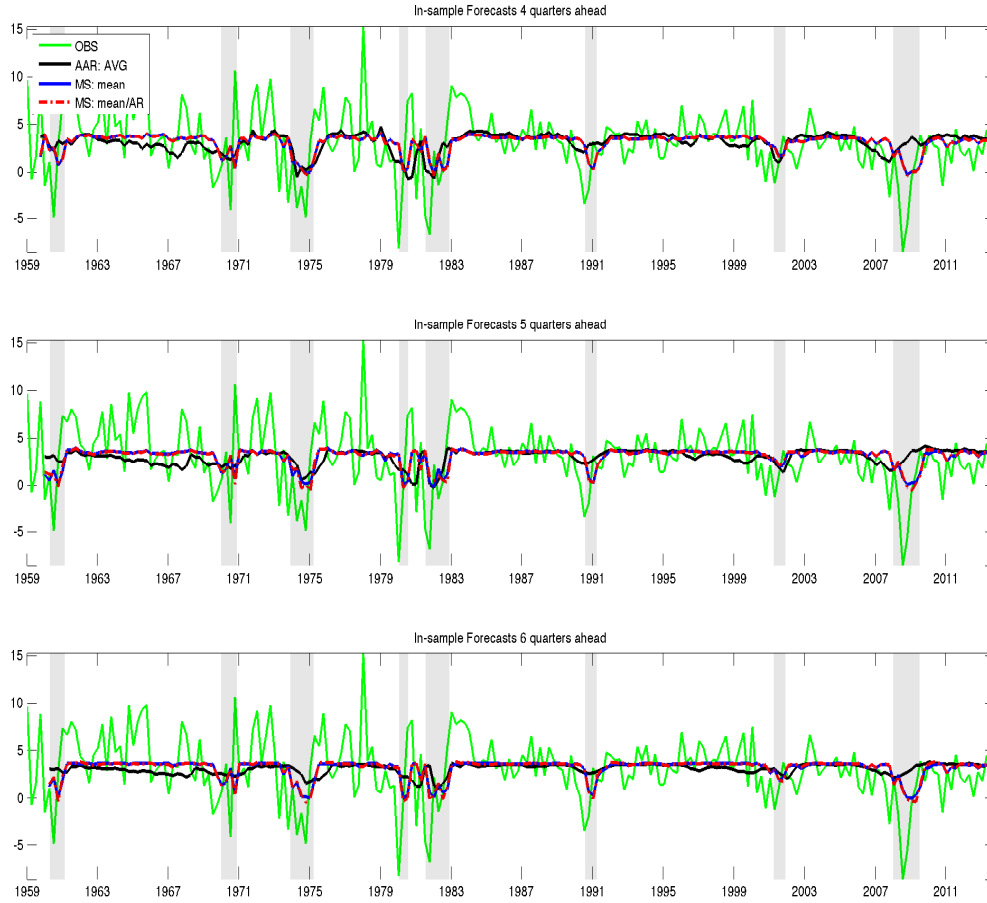 In-sample Forecasts 4 quarters ahead
15
10
5
0
-5
OBS
AAR: AVG
MS: mean
MS: mean/AR
1959 1963 1967 1971 1975 1979 1983 1987 1991 1995 1999 2003 2007 2011
In-sample Forecasts 5 quarters ahead
15
10
5
0
-5
1959 1963 1967 1971 1975 1979 1983 1987 1991 1995 1999 2003 2007 2011
In-sample Forecasts 6 quarters ahead
15
10
5
0
-5
1959 1963 1967 1971 1975 1979 1983 1987 1991 1995 1999 2003 2007 2011